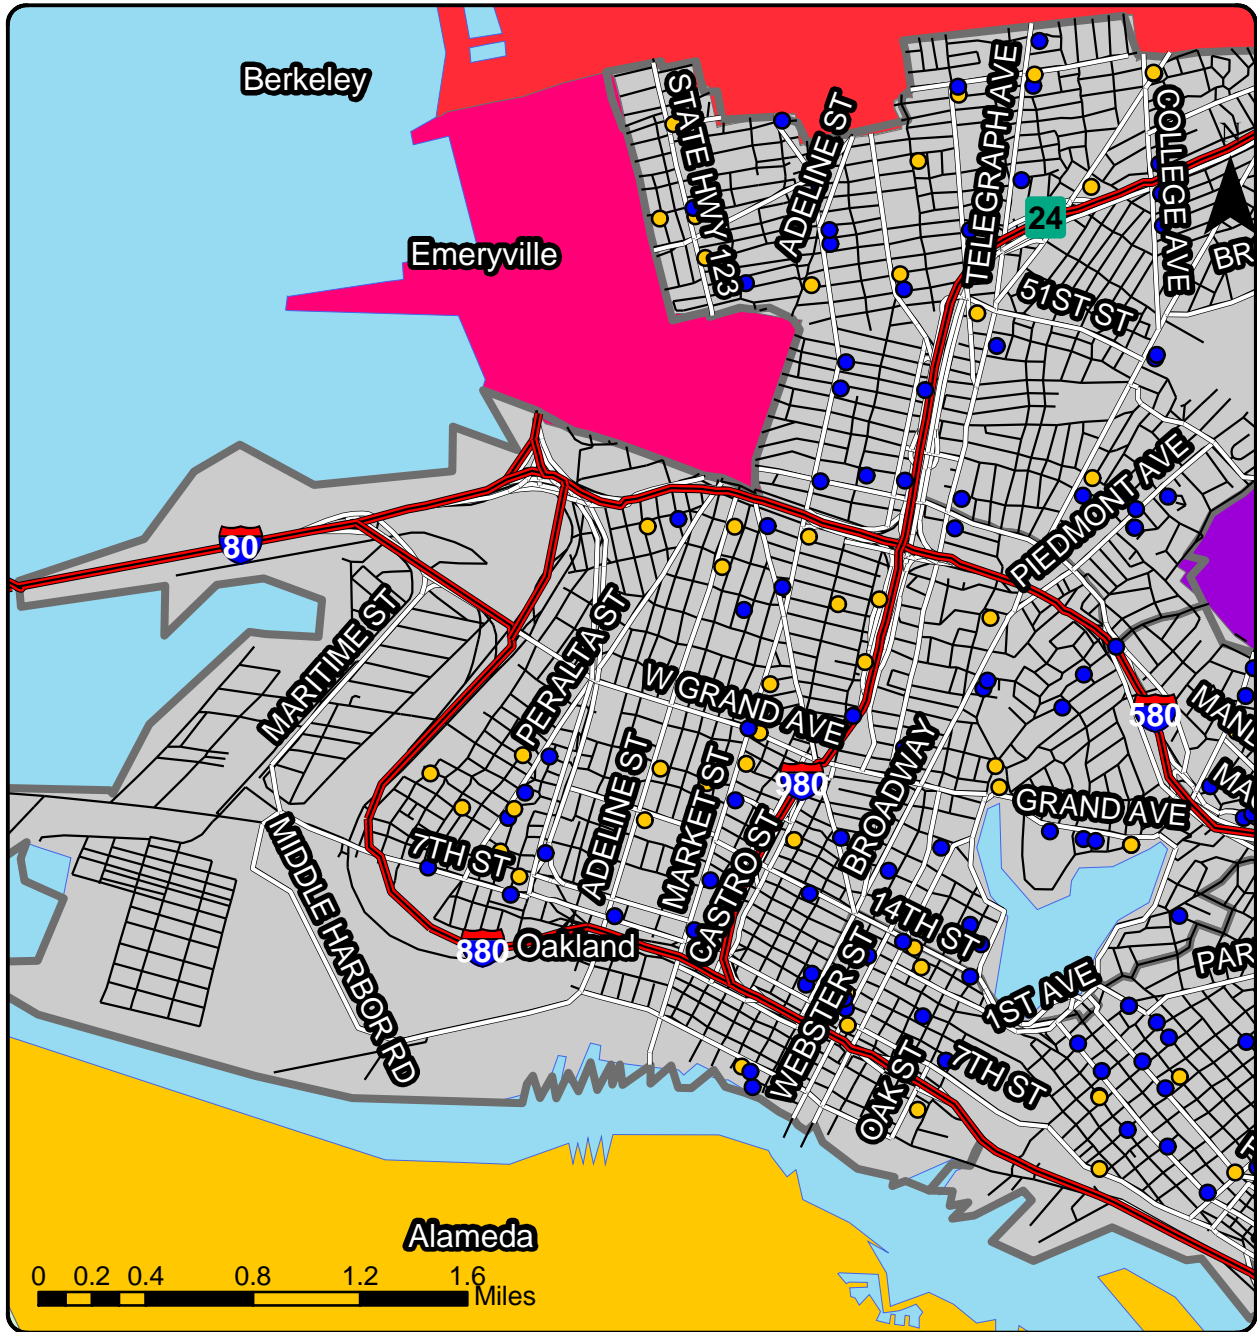 Berkeley
STATE HWY 123
ADELINE ST
TELEGRAPH AVE
COLLEGE AVE
24
Emeryville
BR
51ST ST
PIEDMONT AVE
80
MARITIME ST
PERALTA ST
W GRAND AVE
580
MAN
BROADWAY
980
MA
GRAND AVE
ADELINE ST
MARKET ST
CASTRO ST
7TH ST
MIDDLE HARBOR RD
14TH ST
880
Oakland
WEBSTER ST
PAR
1ST AVE
7TH ST
OAK ST
Alameda
0 0.2 0.4 0.8 1.2 1.6
Miles